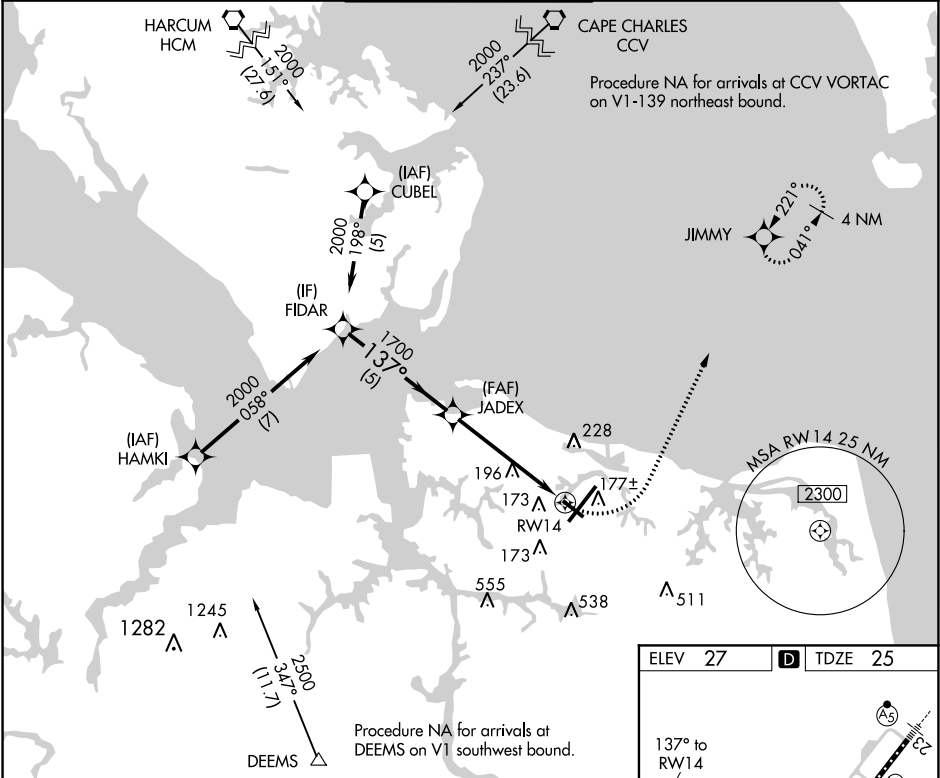 HARCUM
HCM
2000
151°
(27.6)
CAPE CHARLES
CCV
2000
237°
(23.6)
Procedure NA for arrivals at CCV VORTAC
on V1-139 northeast bound.
(IAF)
CUBEL
2000
198°
(5)
JIMMY
221°
041°
4 NM
(IF)
FIDAR
1700
137°
(5)
2000
058°
(7)
(FAF)
JADEX
(IAF)
HAMKI
228
196
177±
173
RW14
173
MSA RW14 25 NM
2300
555
538
511
1282
1245
2500
347°
(11.7)
DEEMS
Procedure NA for arrivals at
DEEMS on V1 southwest bound.
ELEV 27
D
TDZE 25
A5
23
137° to
RW14